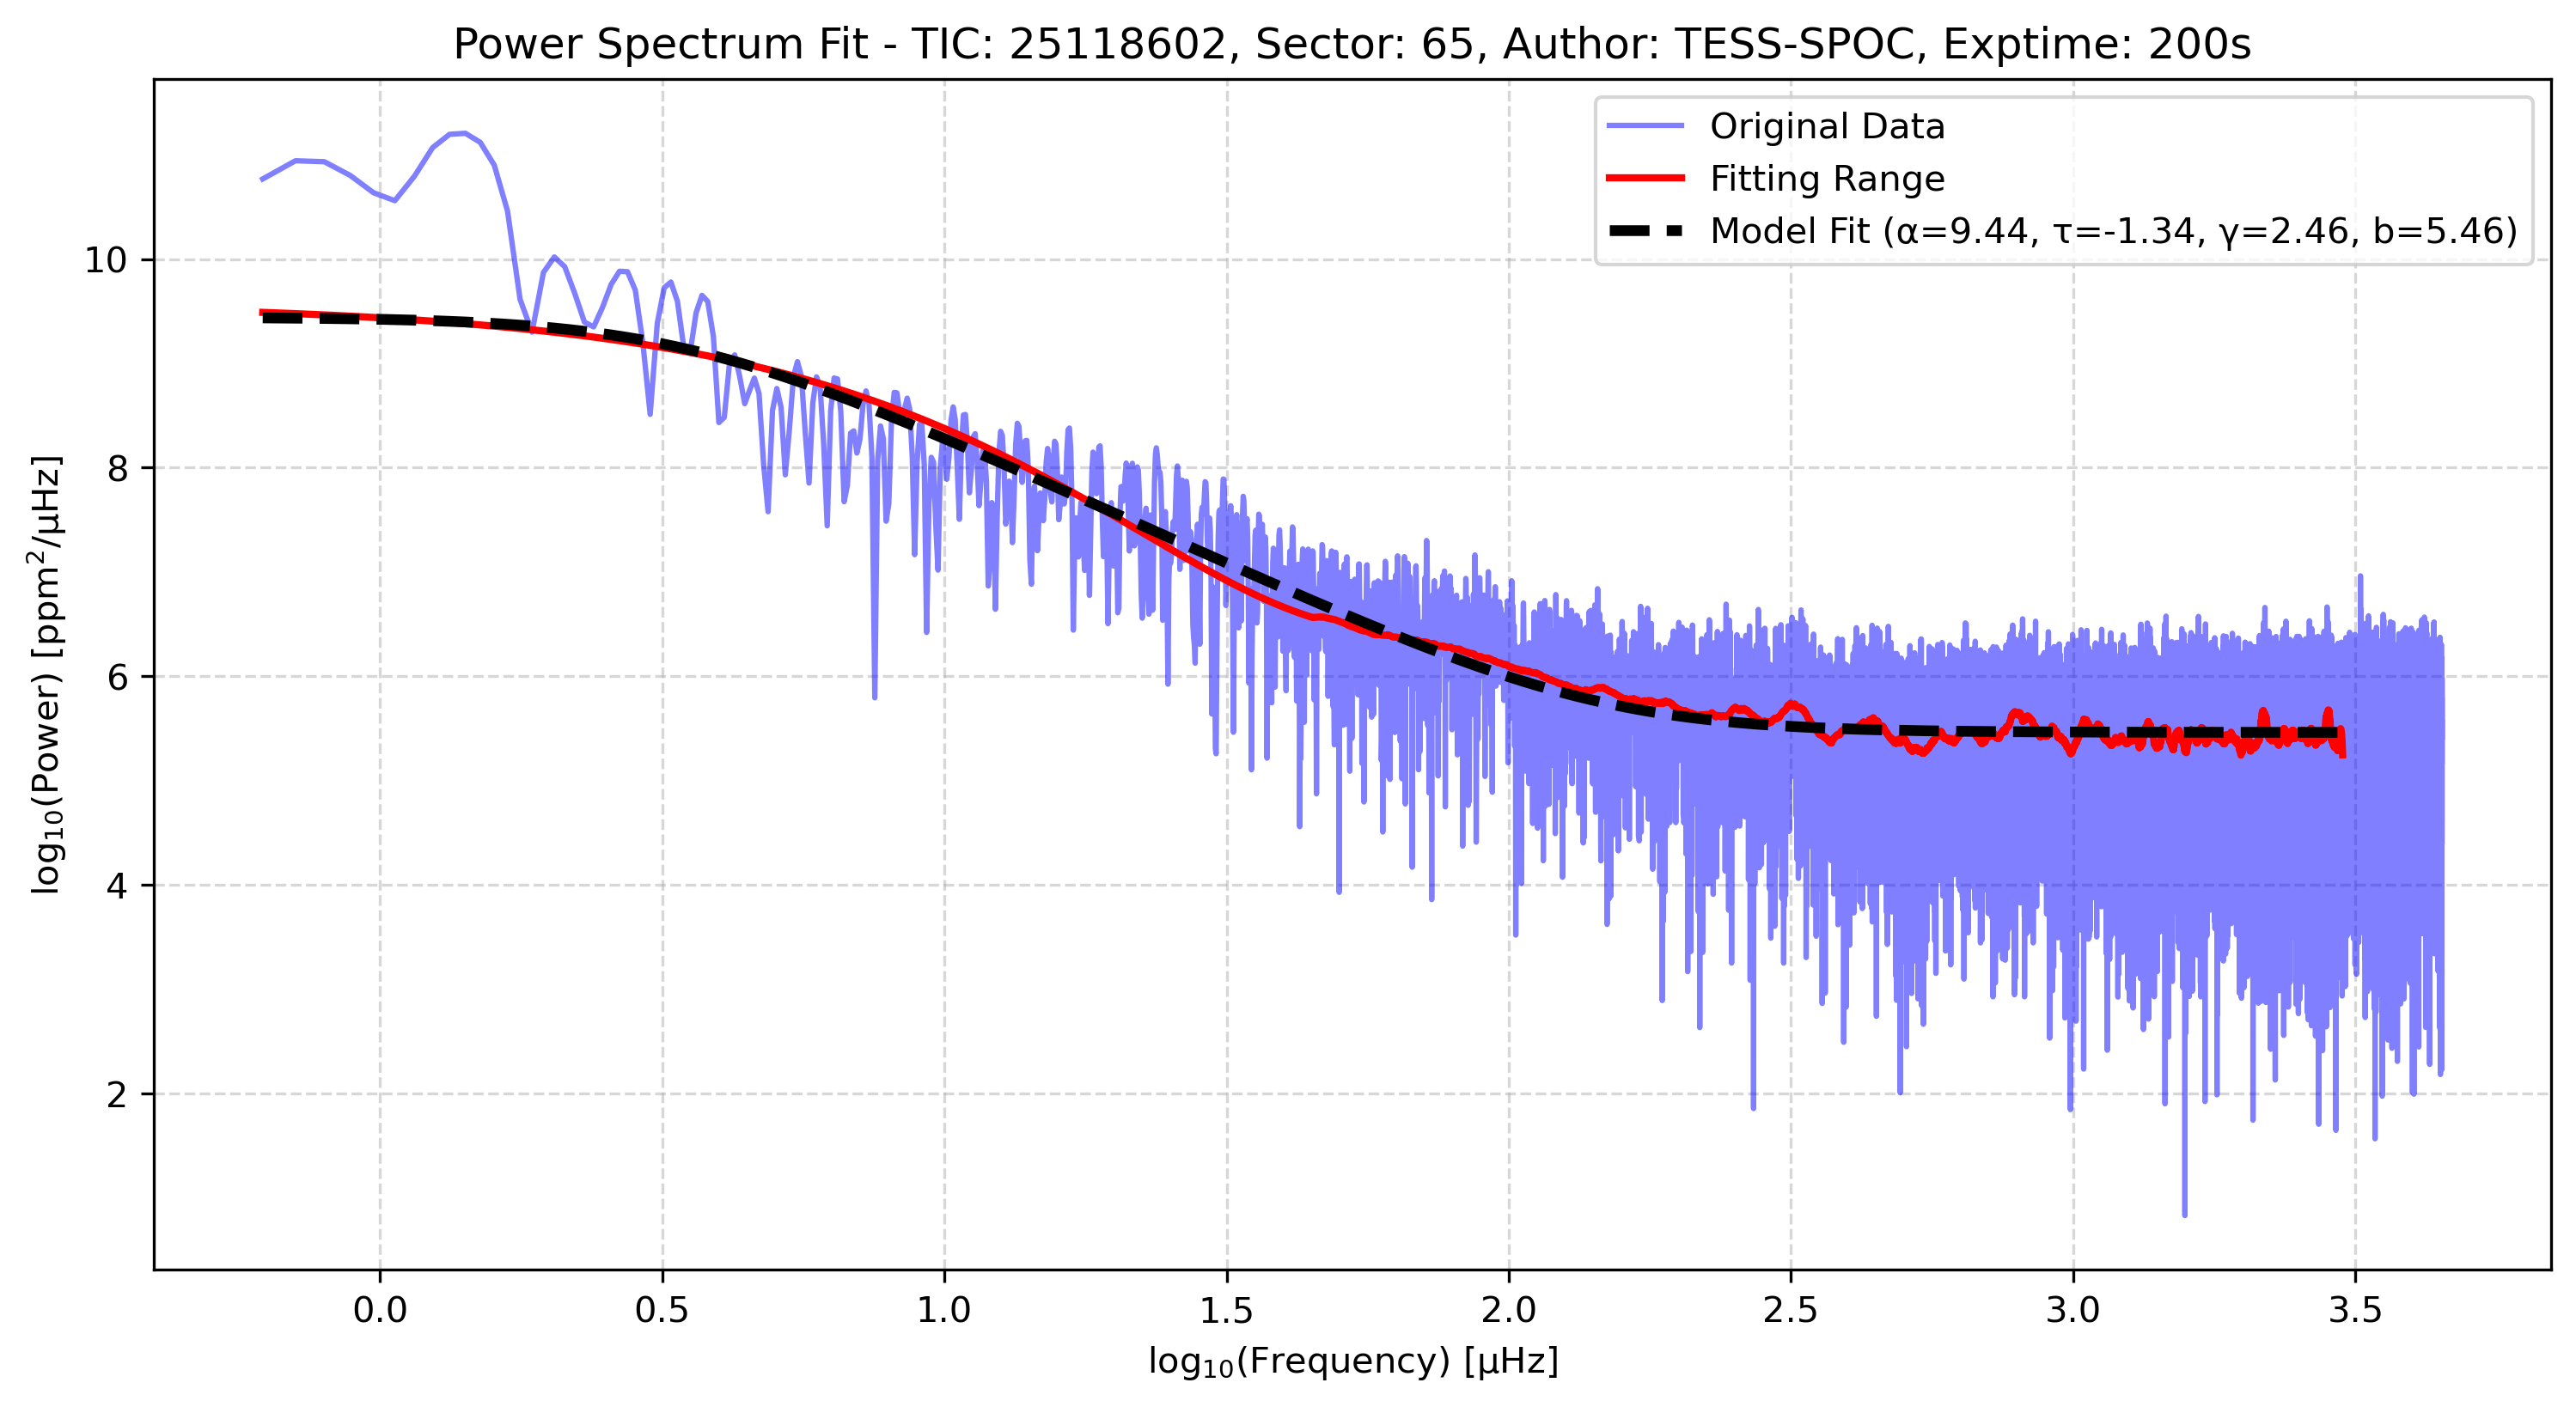 Power Spectrum Fit - TIC: 25118602, Sector: 65, Author: TESS-SPOC, Exptime: 200s
Original Data
Fitting Range
Model Fit (α=9.44, τ=-1.34, γ=2.46, b=5.46)
log₁₀(Power) [ppm²/μHz]
10
8
6
4
2
0.0 0.5 1.0 1.5 2.0 2.5 3.0 3.5
log₁₀(Frequency) [μHz]